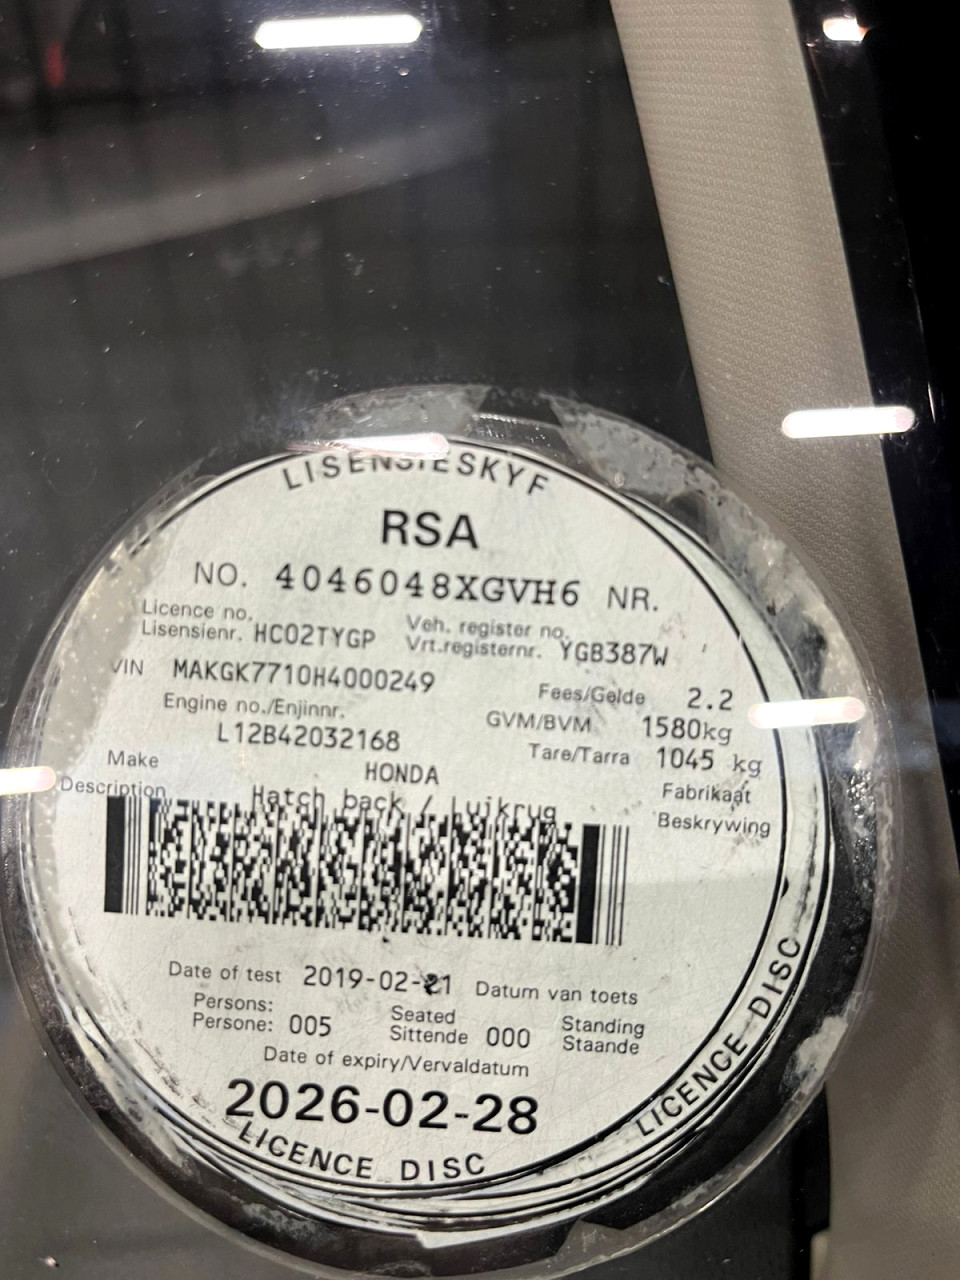 LISENSIESKYF
RSA
NO. 4046048XGVH6 NR.
Licence no.
Lisensienr. HC02TYGP
Veh. register no.
Vrt.registernr. YGB387W
VIN MAKGK7710H4000249
Fees/Gelde 2.2
Engine no./Enjinnr.
L12B42032168
GVM/BVM 1580kg
Tare/Tarra 1045 kg
Make HONDA Fabrikaat
Description Hatch back / Luikrug Beskrywing
Date of test 2019-02-21 Datum van toets
Persons:
Persone: 005
Seated
Sittende 000
Standing
Staande
Date of expiry/Vervaldatum
2026-02-28
LICENCE DISC
LICENCE DISC